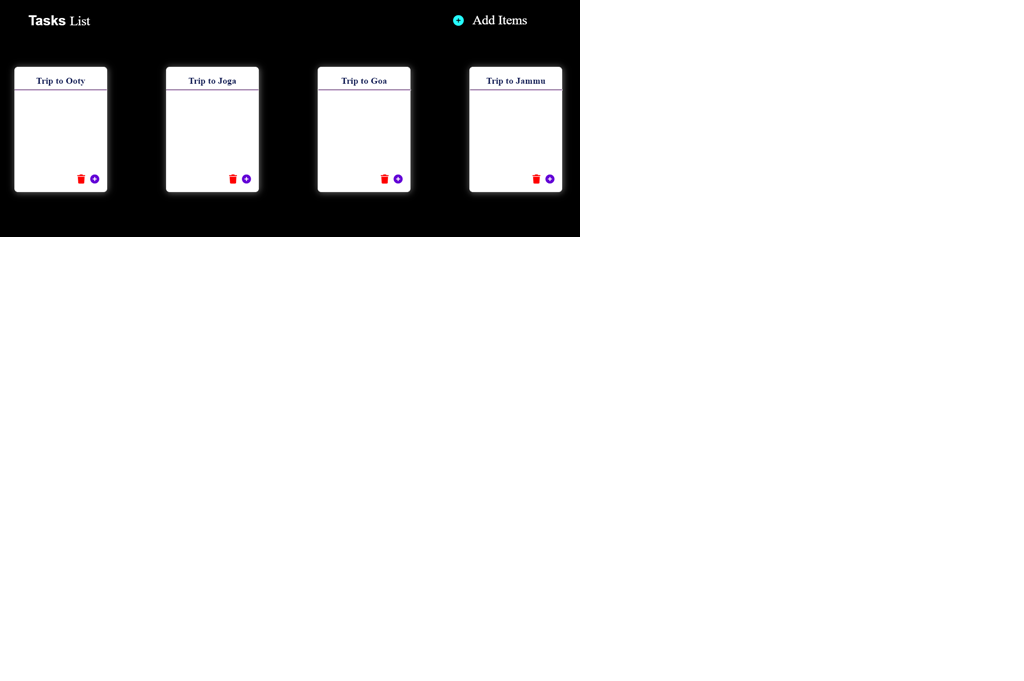 Tasks List
Add Items
Trip to Ooty
Trip to Joga
Trip to Goa
Trip to Jammu